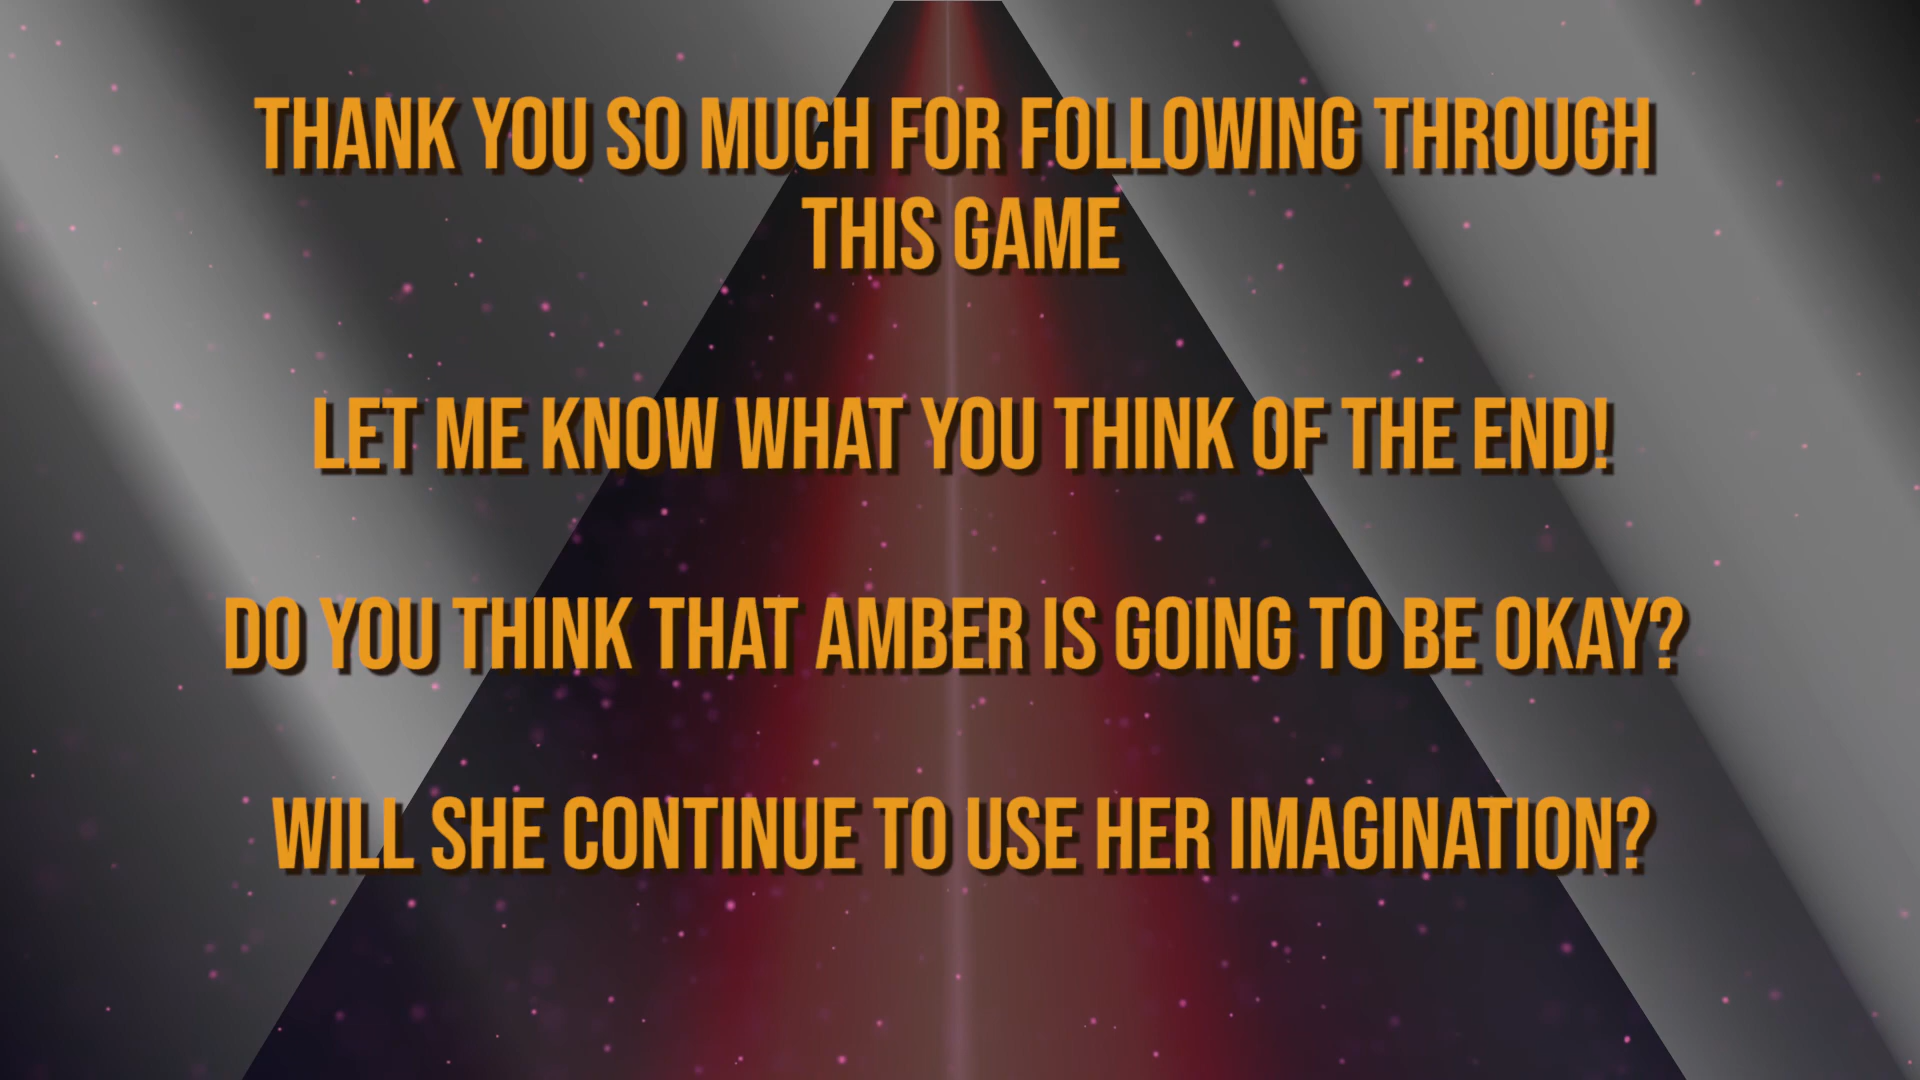 THANK YOU SO MUCH FOR FOLLOWING THROUGH
THIS GAME
LET ME KNOW WHAT YOU THINK OF THE END!
DO YOU THINK THAT AMBER IS GOING TO BE OKAY?
WILL SHE CONTINUE TO USE HER IMAGINATION?